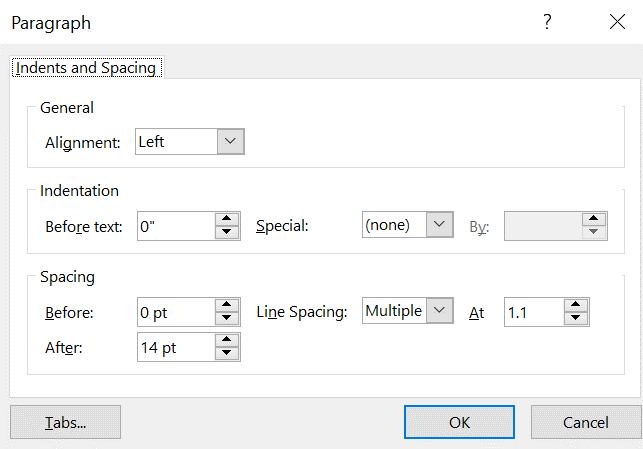 Paragraph ?
Indents and Spacing
General
Alignment: Left
Indentation
Before text: 0" Special: (none) By:
Spacing
Before: 0 pt Line Spacing: Multiple At 1.1
After: 14 pt
Tabs... OK Cancel